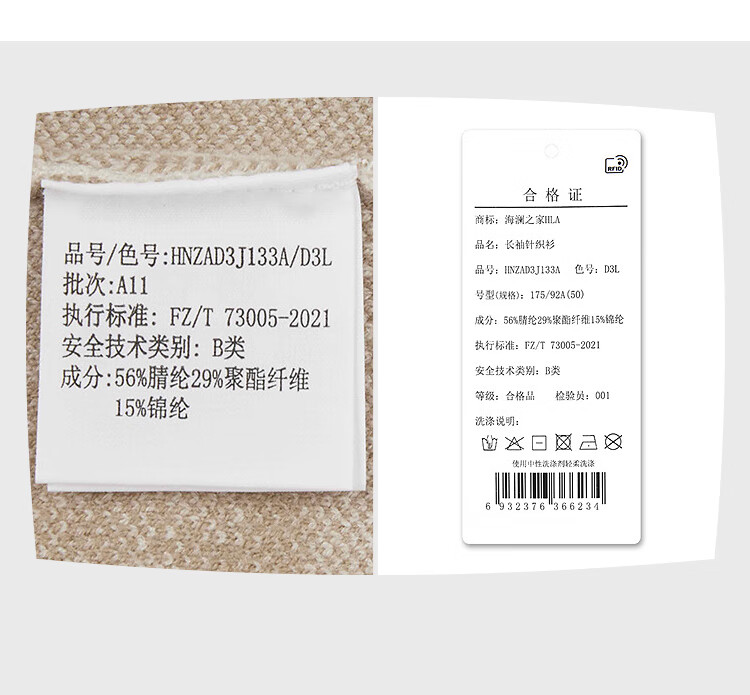 品号/色号:HNZAD3J133A/D3L
批次:A11
执行标准: FZ/T 73005-2021
安全技术类别: B类
成分:56%腈纶29%聚酯纤维
15%锦纶
RFID
合格证
商标: 海澜之家HLA
品名: 长袖针织衫
品号: HNZAD3J133A 色号: D3L
号型(规格): 175/92A(50)
成分: 56%腈纶29%聚酯纤维15%锦纶
执行标准: FZ/T 73005-2021
安全技术类别: B类
等级: 合格品 检验员: 001
洗涤说明:
使用中性洗涤剂轻柔洗涤
6 932376 366234